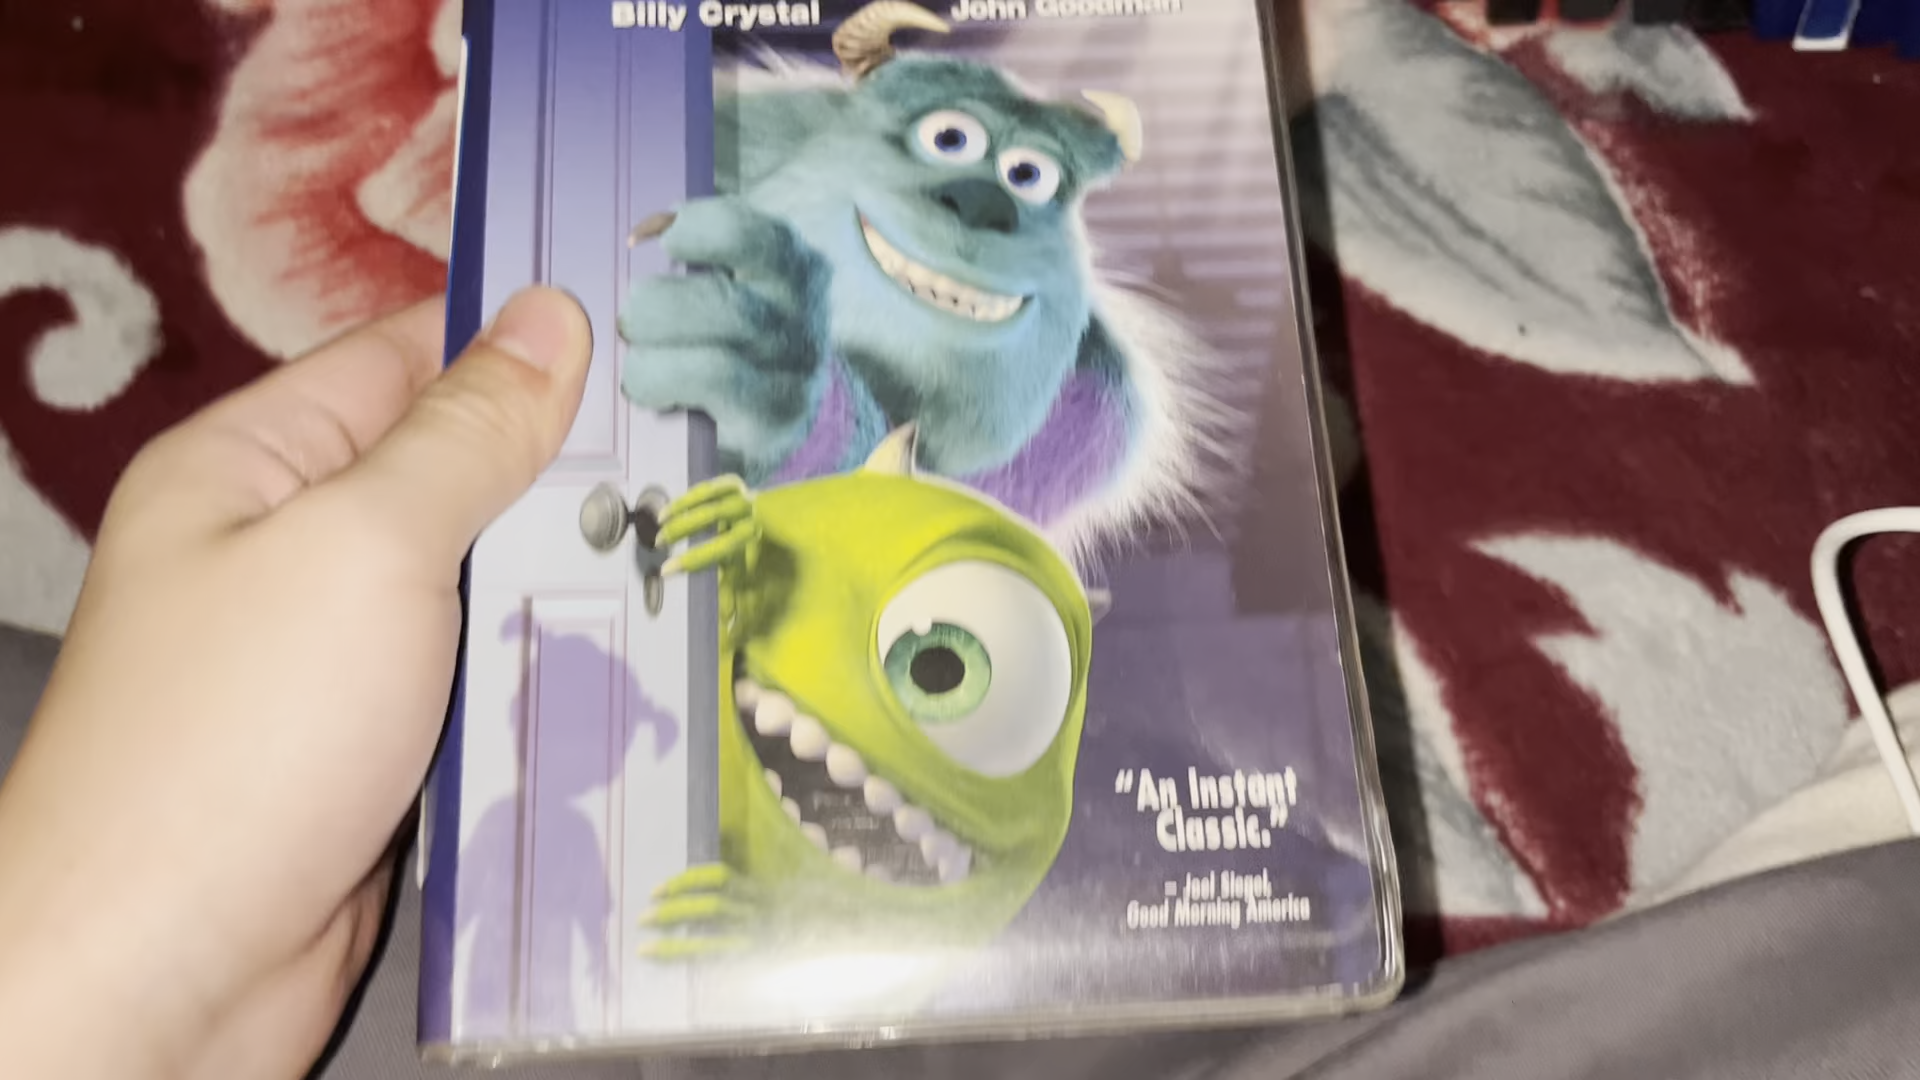 Billy Crystal John Goodman
"An Instant
Classic."
– Joel Siegel,
Good Morning America